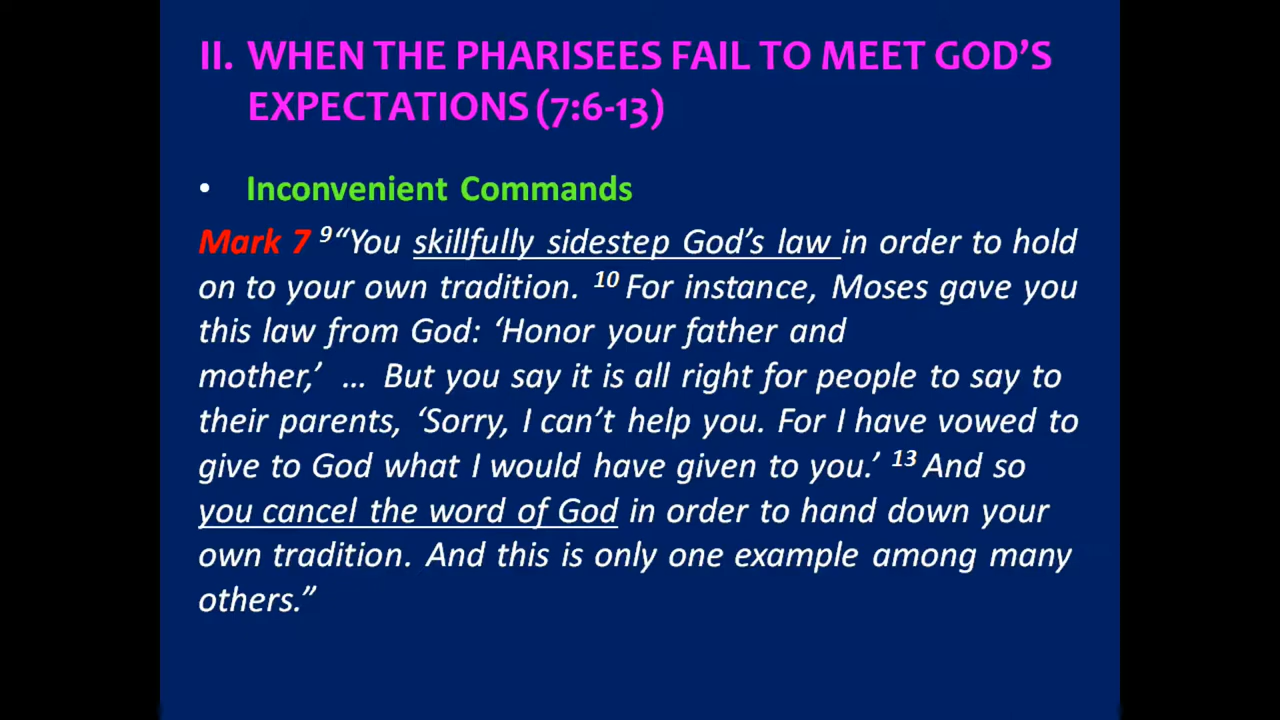 II. WHEN THE PHARISEES FAIL TO MEET GOD’S
EXPECTATIONS (7:6-13)
• Inconvenient Commands
Mark 7 9“You skillfully sidestep God’s law in order to hold
on to your own tradition. 10 For instance, Moses gave you
this law from God: ‘Honor your father and
mother,’ … But you say it is all right for people to say to
their parents, ‘Sorry, I can’t help you. For I have vowed to
give to God what I would have given to you.’ 13 And so
you cancel the word of God in order to hand down your
own tradition. And this is only one example among many
others.”